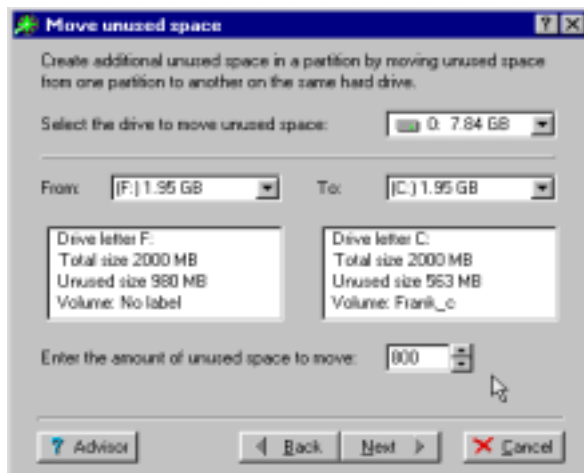 Move unused space
Create additional unused space in a partition by moving unused space
from one partition to another on the same hard drive.
Select the drive to move unused space: 0: 7.84 GB
From: (F:) 1.95 GB To: (C:) 1.95 GB
Drive letter F: Drive letter C:
Total size 2000 MB Total size 2000 MB
Unused size 980 MB Unused size 563 MB
Volume: No label Volume: Frank_c
Enter the amount of unused space to move: 800
? Advisor Back Next Cancel